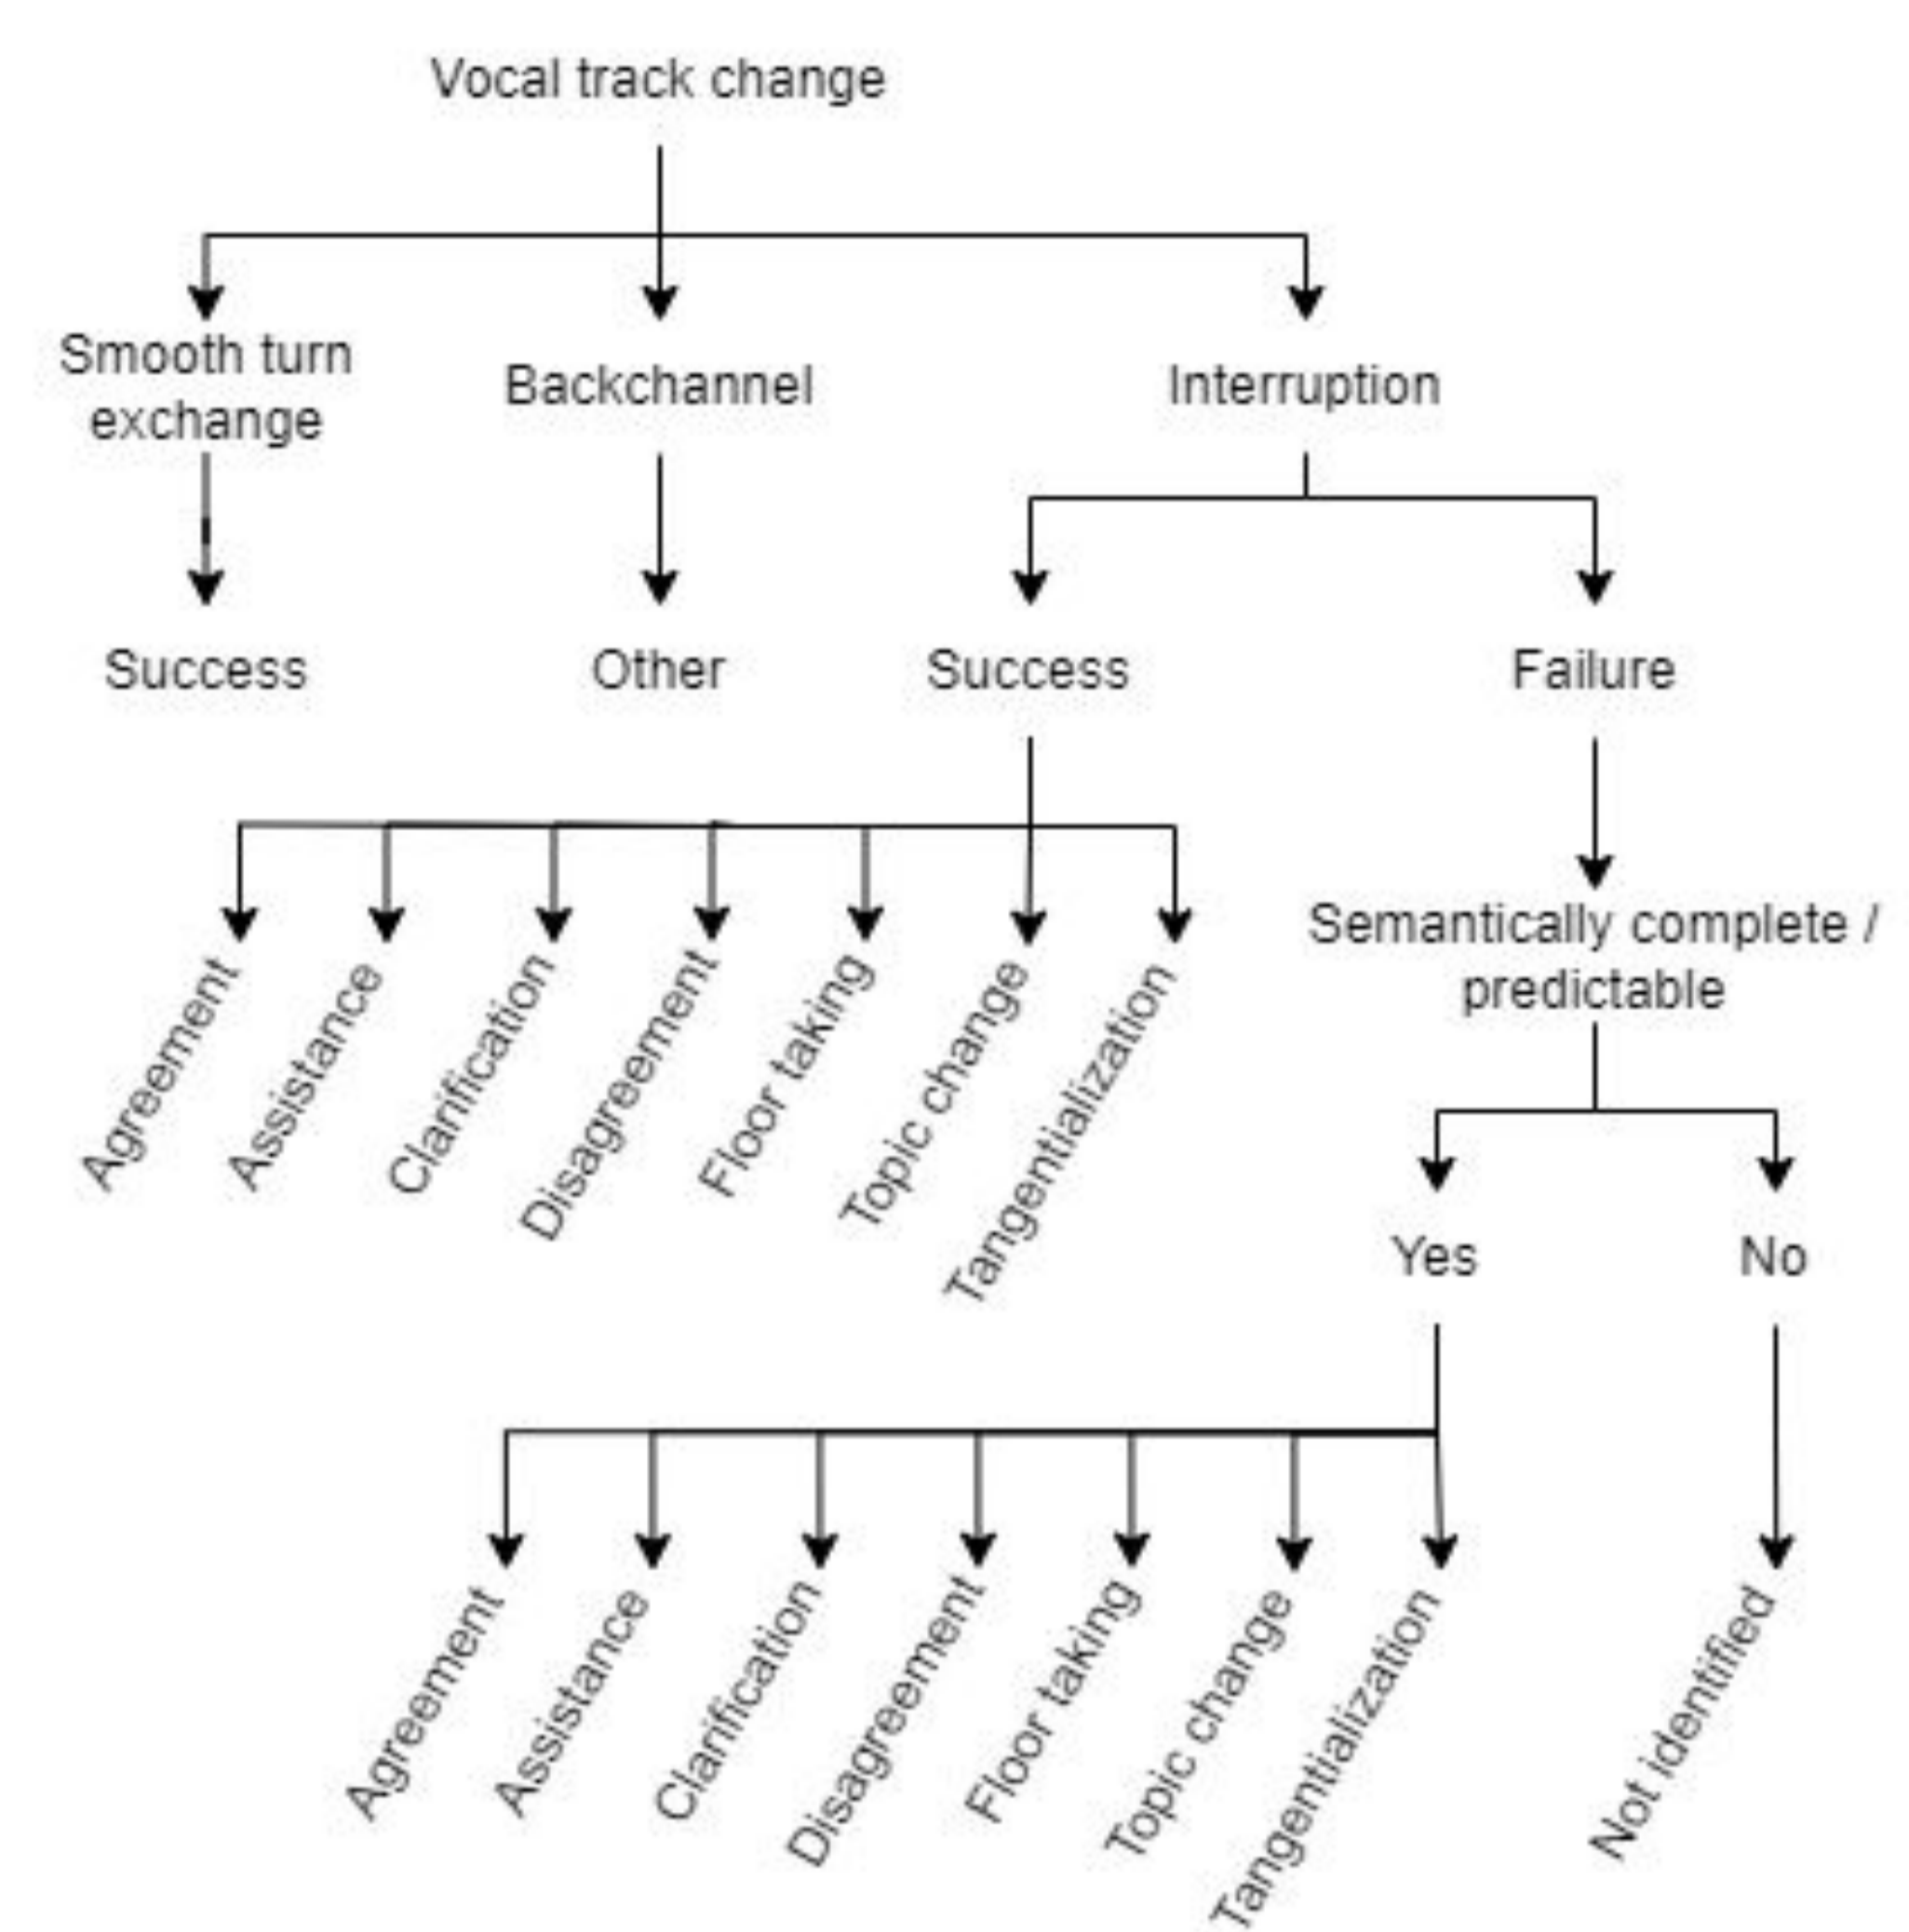 Vocal track change
Smooth turn
exchange
Backchannel
Interruption
Success
Other
Success
Failure
Agreement
Assistance
Clarification
Disagreement
Floor taking
Topic change
Tangentialization
Semantically complete /
predictable
Yes
No
Agreement
Assistance
Clarification
Disagreement
Floor taking
Topic change
Tangentialization
Not identified